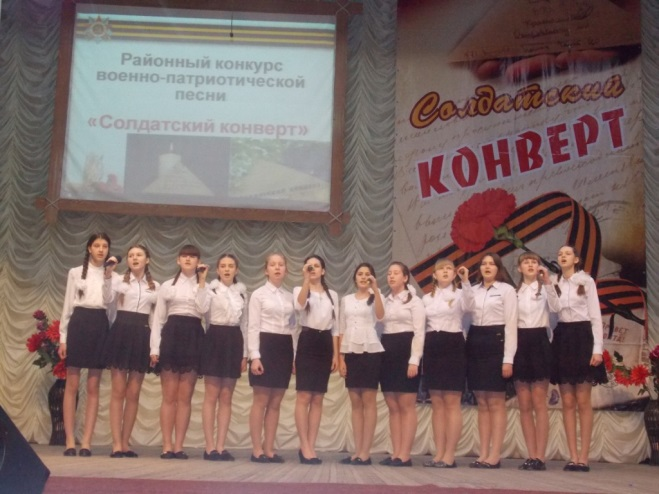 Районный конкурс
военно-патриотической
песни
«Солдатский конверт»
Солдатский
КОНВЕРТ